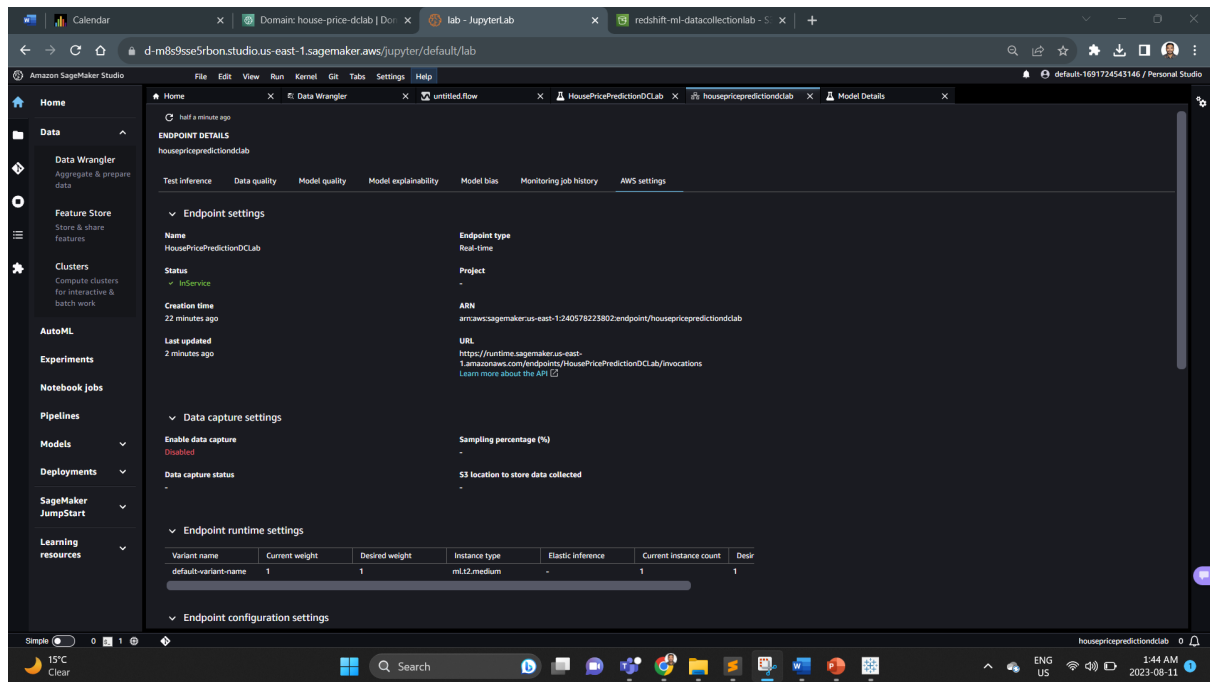 Calendar
Domain: house-price-dclab | Don
lab - JupyterLab
redshift-ml-datacollectionlab - S
d-m8s9sse5rbon.studio.us-east-1.sagemaker.aws/jupyter/default/lab
Amazon SageMaker Studio
File Edit View Run Kernel Git Tabs Settings Help
default-1691724543146 / Personal Studio
Home
Data Wrangler
untitled.flow
HousePricePredictionDCLab
housepricepredictiondclab
Model Details
Home
Data
Data Wrangler
Aggregate & prepare
data
Feature Store
Store & share
features
Clusters
Compute clusters
for interactive &
batch work
AutoML
Experiments
Notebook jobs
Pipelines
Models
Deployments
SageMaker
JumpStart
Learning
resources
half a minute ago
ENDPOINT DETAILS
housepricepredictiondclab
Test inference Data quality Model quality Model explainability Model bias Monitoring job history AWS settings
Endpoint settings
Name
HousePricePredictionDCLab
Endpoint type
Real-time
Status
InService
Project
-
Creation time
22 minutes ago
ARN
arn:aws:sagemaker:us-east-1:240578223802:endpoint/housepricepredictiondclab
Last updated
2 minutes ago
URL
https://runtime.sagemaker.us-east-
1.amazonaws.com/endpoints/HousePricePredictionDCLab/invocations
Learn more about the API
Data capture settings
Enable data capture
Disabled
Sampling percentage (%)
-
Data capture status
-
S3 location to store data collected
-
Endpoint runtime settings
Variant name Current weight Desired weight Instance type Elastic inference Current instance count Desir
default-variant-name 1 1 ml.t2.medium - 1 1
Endpoint configuration settings
Simple 0 1
housepricepredictiondclab 0
15°C
Clear
Search
ENG
US
1:44 AM
2023-08-11
1